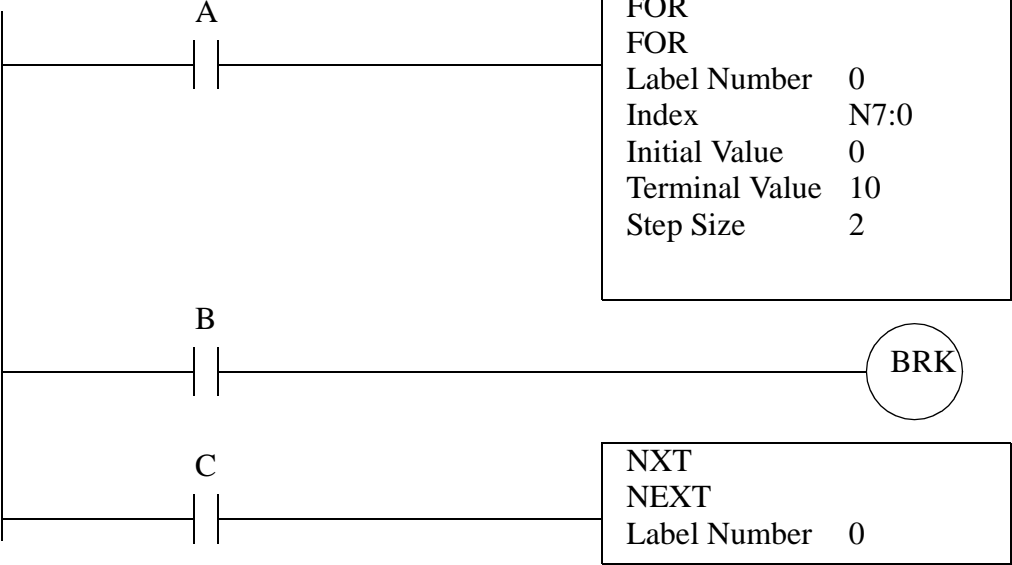 A
FOR
FOR
Label Number 0
Index N7:0
Initial Value 0
Terminal Value 10
Step Size 2
B
BRK
C
NXT
NEXT
Label Number 0